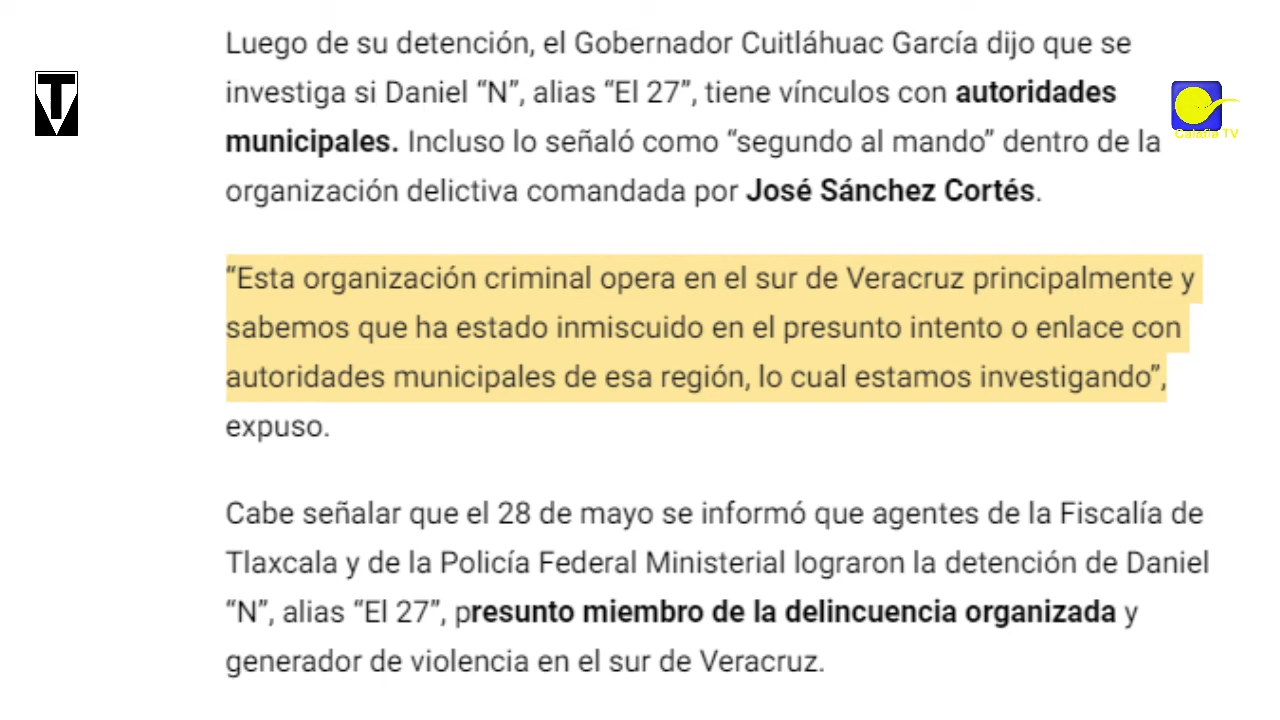 Luego de su detención, el Gobernador Cuitláhuac García dijo que se
investiga si Daniel “N”, alias “El 27”, tiene vínculos con autoridades
municipales. Incluso lo señaló como “segundo al mando” dentro de la
organización delictiva comandada por José Sánchez Cortés.
“Esta organización criminal opera en el sur de Veracruz principalmente y
sabemos que ha estado inmiscuido en el presunto intento o enlace con
autoridades municipales de esa región, lo cual estamos investigando”,
expuso.
Cabe señalar que el 28 de mayo se informó que agentes de la Fiscalía de
Tlaxcala y de la Policía Federal Ministerial lograron la detención de Daniel
“N”, alias “El 27”, presunto miembro de la delincuencia organizada y
generador de violencia en el sur de Veracruz.
TV
Calafia TV